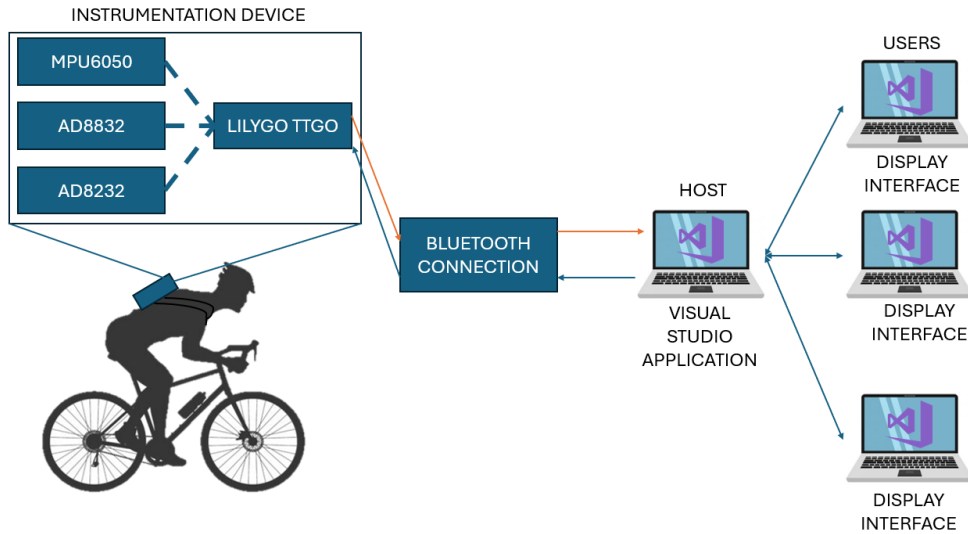 INSTRUMENTATION DEVICE
MPU6050
AD8832
AD8232
LILYGO TTGO
BLUETOOTH
CONNECTION
HOST
VISUAL
STUDIO
APPLICATION
USERS
DISPLAY
INTERFACE
DISPLAY
INTERFACE
DISPLAY
INTERFACE